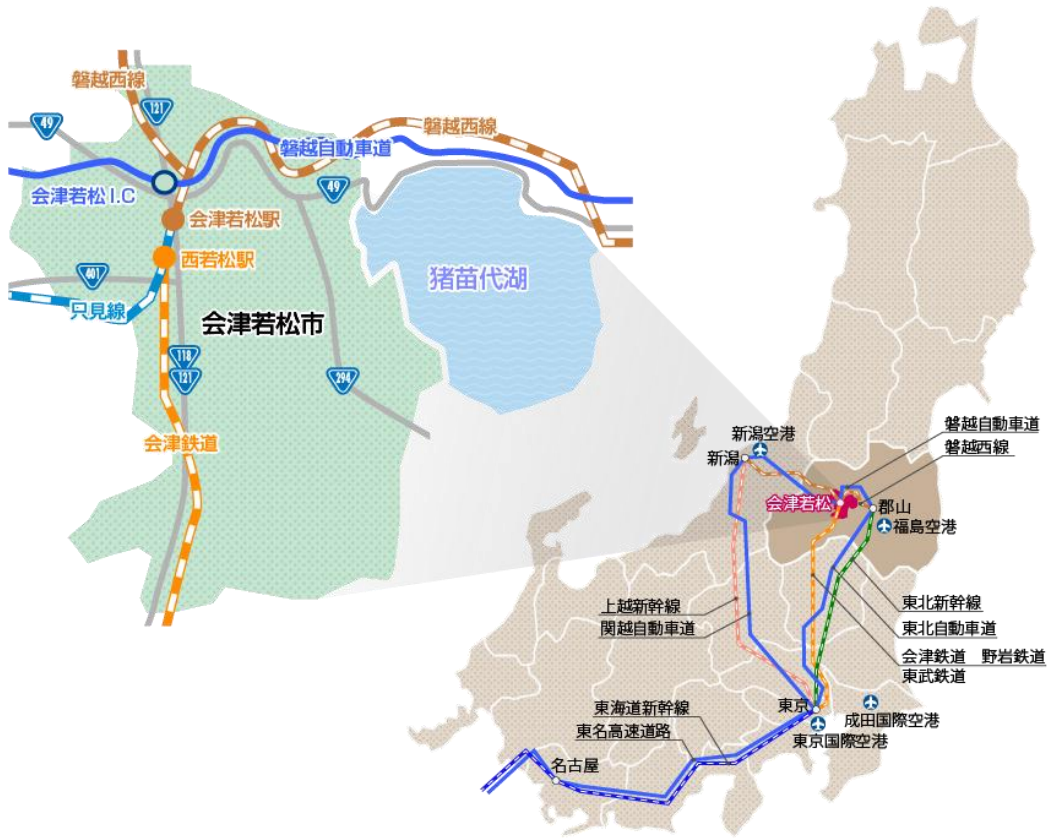 磐越西線
121
49
磐越西線
磐越自動車道
49
会津若松I.C
会津若松駅
西若松駅
401
猪苗代湖
只見線
会津若松市
118
121
294
会津鉄道
磐越自動車道
新潟空港
磐越西線
新潟
会津若松
郡山
福島空港
上越新幹線
東北新幹線
関越自動車道
東北自動車道
会津鉄道 野岩鉄道
東武鉄道
東海道新幹線
東京
成田国際空港
東名高速道路
東京国際空港
名古屋